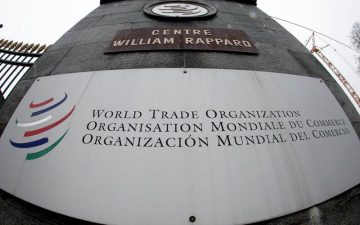 CENTRE
WILLIAM RAPPARD
WORLD TRADE ORGANIZATION
ORGANISATION MONDIALE DU COMMERCE
ORGANIZACIÓN MUNDIAL DEL COMERCIO